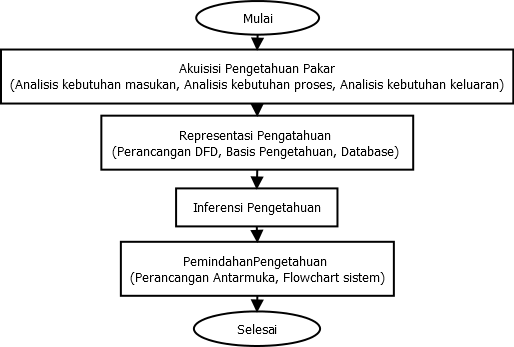 Mulai
Akuisisi Pengetahuan Pakar
(Analisis kebutuhan masukan, Analisis kebutuhan proses, Analisis kebutuhan keluaran)
Representasi Pengatahuan
(Perancangan DFD, Basis Pengetahuan, Database)
Inferensi Pengetahuan
PemindahanPengetahuan
(Perancangan Antarmuka, Flowchart sistem)
Selesai